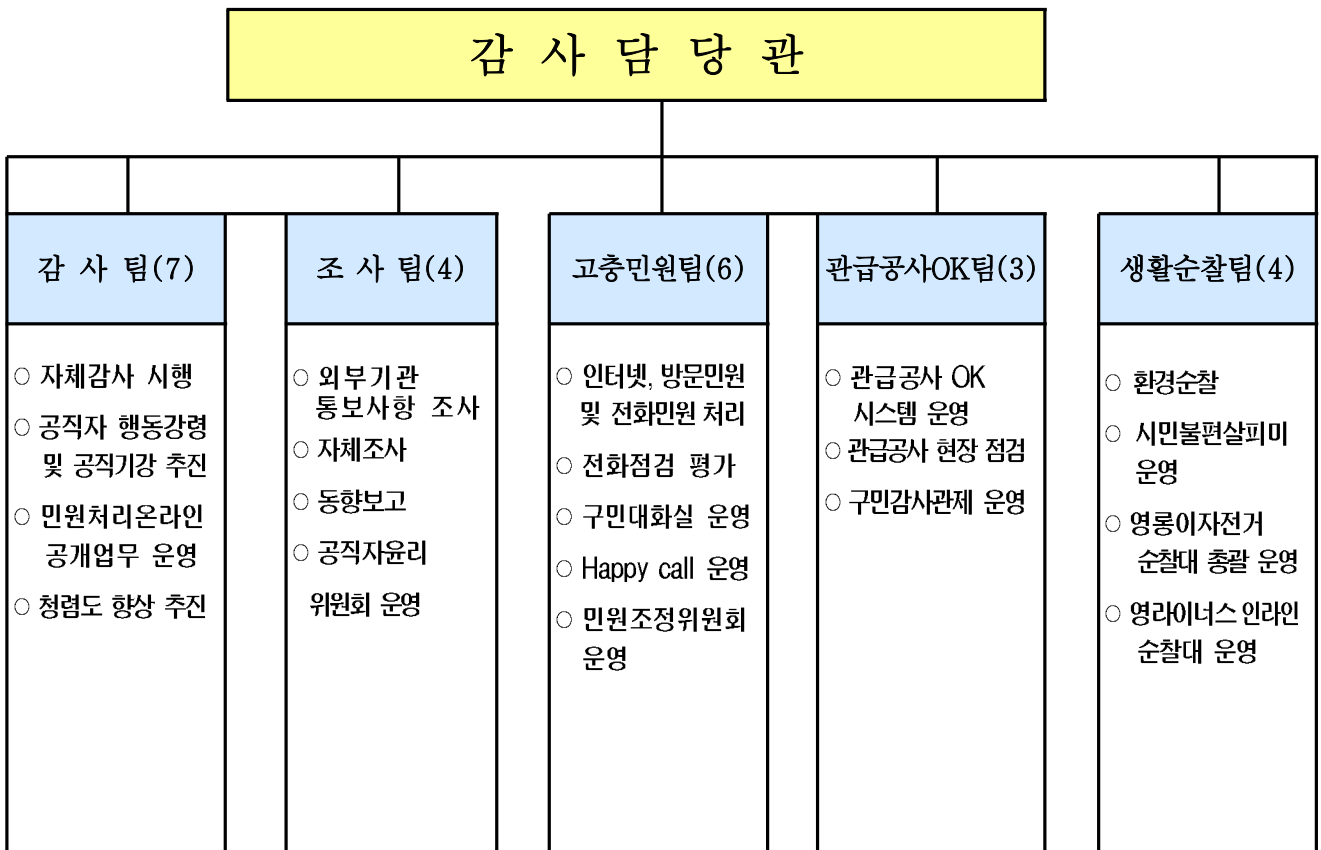 감 사 담 당 관
감 사 팀(7)
○ 자체감사 시행
○ 공직자 행동강령
및 공직기강 추진
○ 민원처리온라인
공개업무 운영
○ 청렴도 향상 추진
조 사 팀(4)
○ 외부기관
통보사항 조사
○ 자체조사
○ 동향보고
○ 공직자윤리
위원회 운영
고충민원팀(6)
○ 인터넷, 방문민원
및 전화민원 처리
○ 전화점검 평가
○ 구민대화실 운영
○ Happy call 운영
○ 민원조정위원회
운영
관급공사OK팀(3)
○ 관급공사 OK
시스템 운영
○ 관급공사 현장 점검
○ 구민감사관제 운영
생활순찰팀(4)
○ 환경순찰
○ 시민불편살피미
운영
○ 영롱이자전거
순찰대 총괄 운영
○ 영라이너스 인라인
순찰대 운영